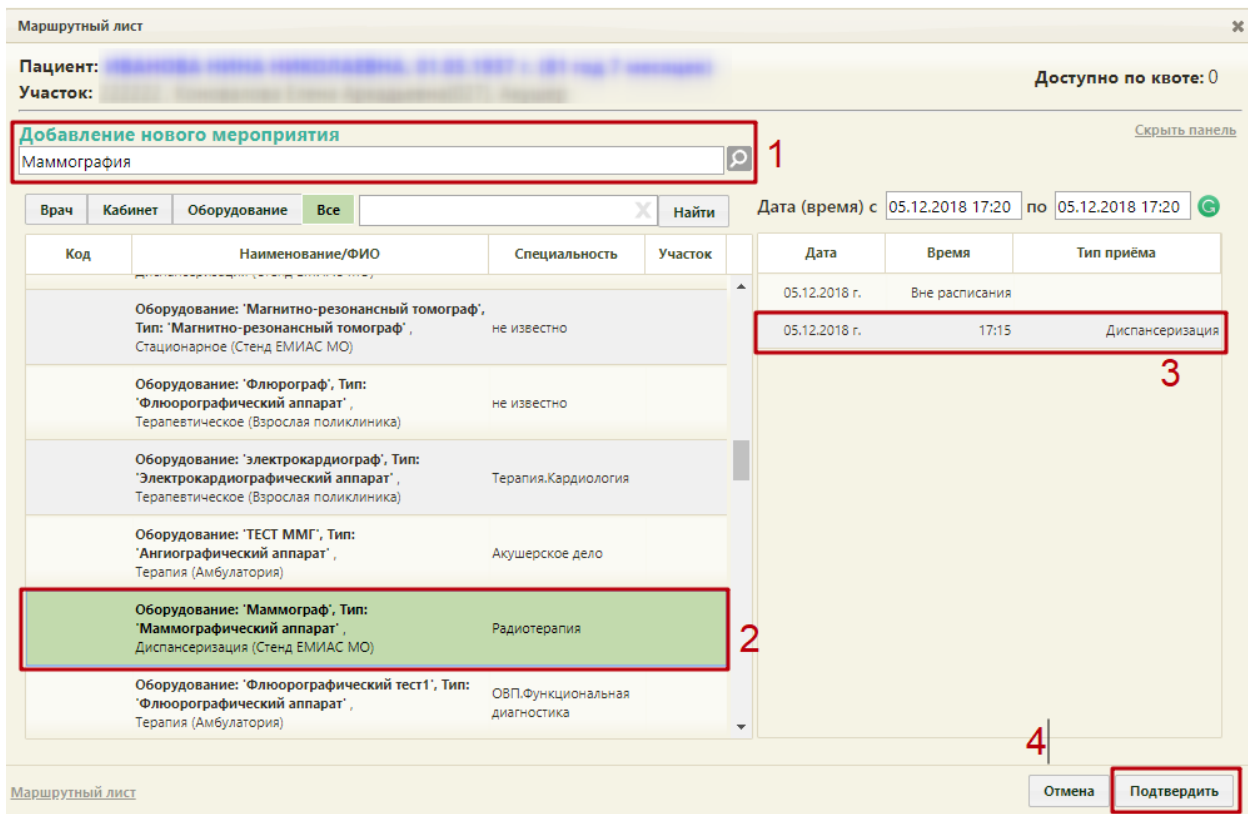 Маршрутный лист
Пациент:
Участок:
Доступно по квоте: 0
Добавление нового мероприятия
Скрыть панель
Маммография
1
Врач Кабинет Оборудование Все X Найти
Дата (время) с 05.12.2018 17:20 по 05.12.2018 17:20
Код Наименование/ФИО Специальность Участок
Дата Время Тип приёма
05.12.2018 г. Вне расписания
05.12.2018 г. 17:15 Диспансеризация
3
Оборудование: 'Магнитно-резонансный томограф',
Тип: 'Магнитно-резонансный томограф' , не известно
Стационарное (Стенд ЕМИАС МО)
Оборудование: 'Флюрограф', Тип:
'Флюорографический аппарат' , не известно
Терапевтическое (Взрослая поликлиника)
Оборудование: 'электрокардиограф', Тип:
'Электрокардиографический аппарат' , Терапия.Кардиология
Терапевтическое (Взрослая поликлиника)
Оборудование: 'ТЕСТ ММГ', Тип:
'Ангиографический аппарат' , Акушерское дело
Терапия (Амбулатория)
Оборудование: 'Маммограф', Тип:
'Маммографический аппарат' , Радиотерапия
Диспансеризация (Стенд ЕМИАС МО)
2
Оборудование: 'Флюорографический тест1', Тип:
'Флюорографический аппарат' , ОВП.Функциональная диагностика
Терапия (Амбулатория)
4
Маршрутный лист
Отмена Подтвердить